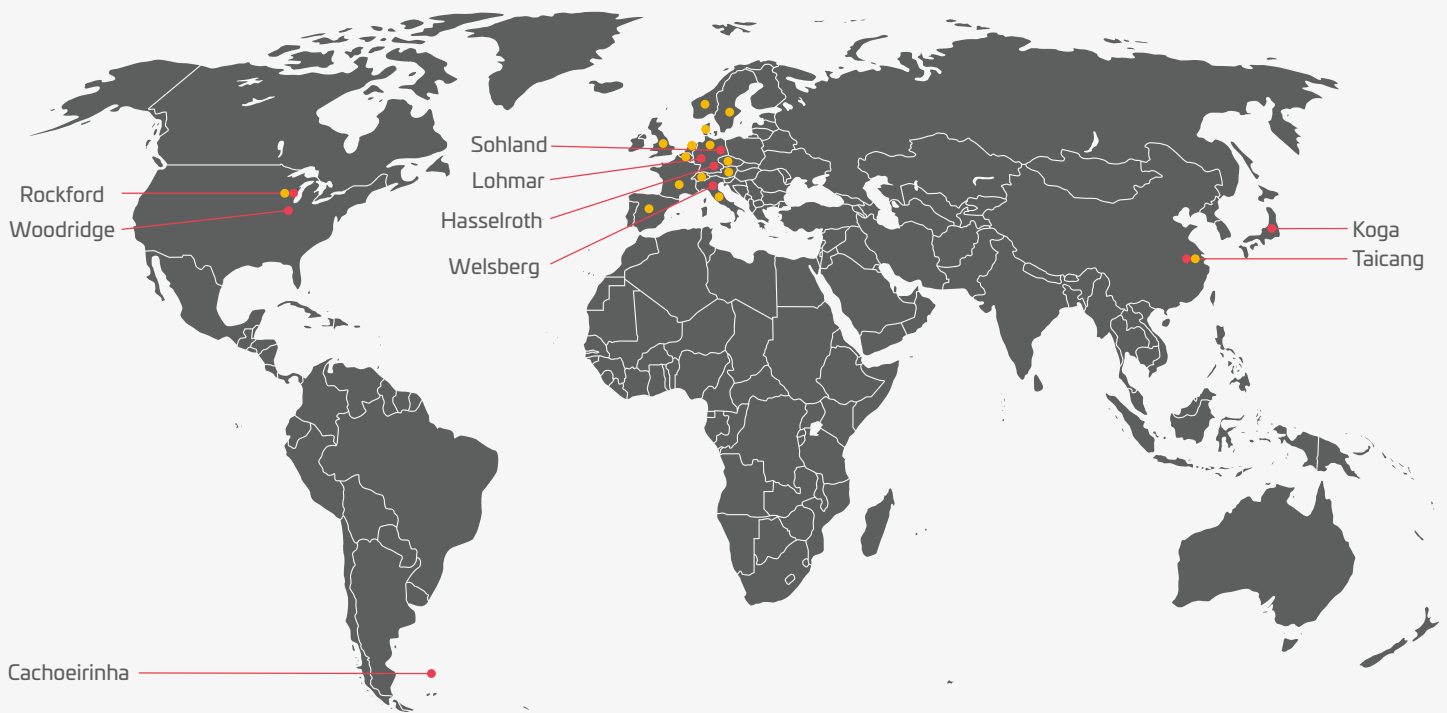 Sohland
Lohmar
Rockford
Hasselroth
Woodridge
Koga
Taicang
Welsberg
Cachoeirinha